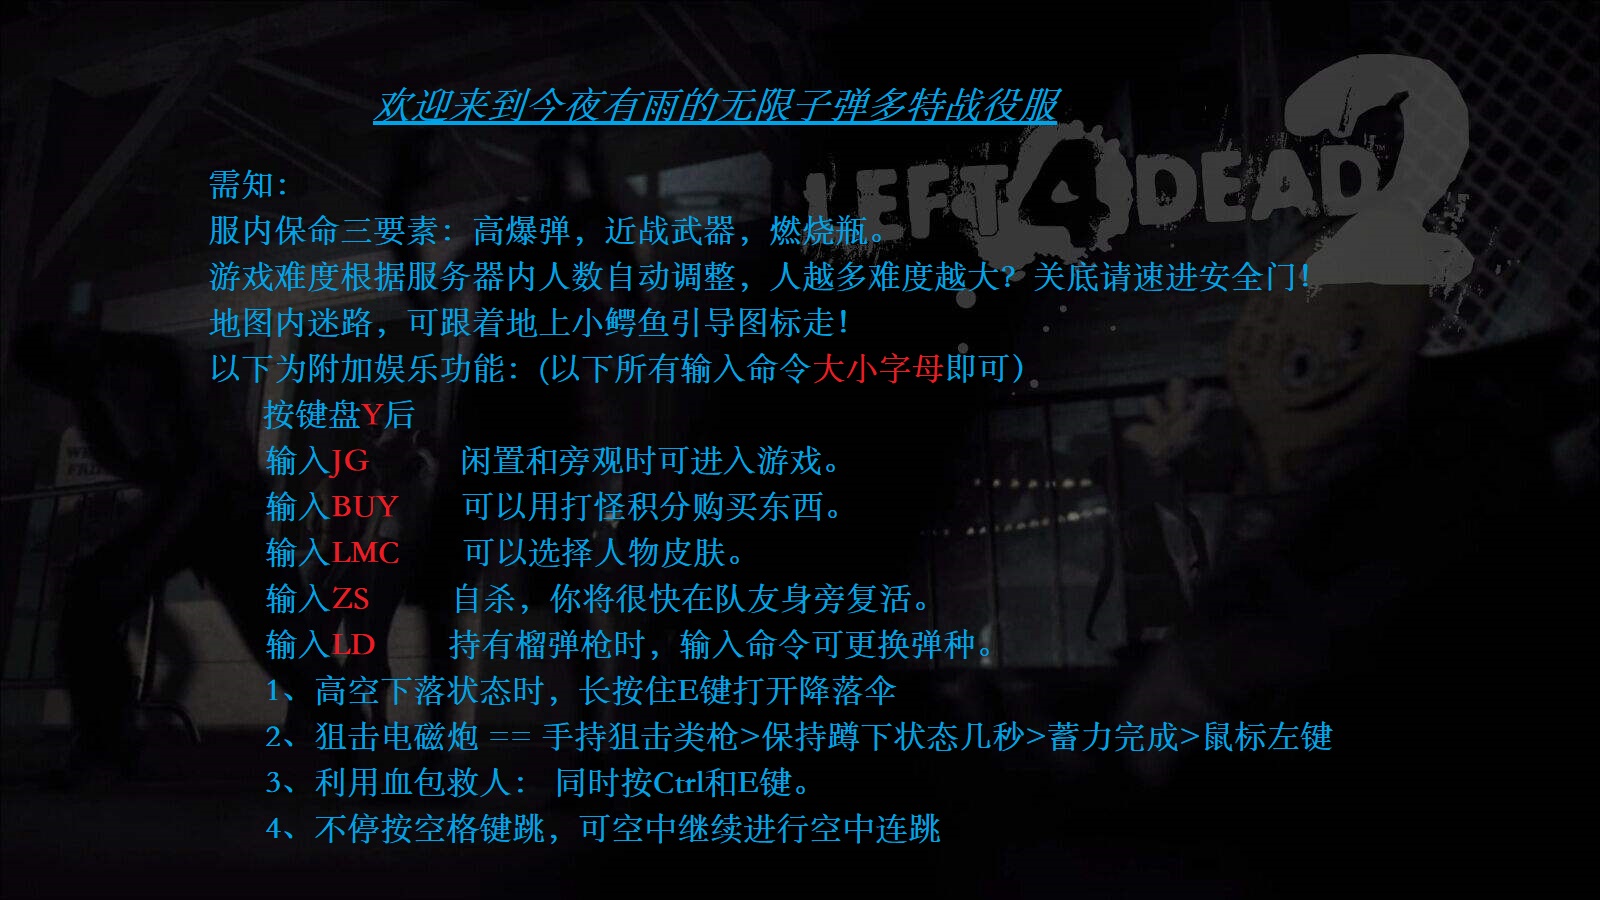 欢迎来到今夜有雨的无限子弹多特战役服
LEFT 4 DEAD 2
需知：
服内保命三要素：高爆弹，近战武器，燃烧瓶。
游戏难度根据服务器内人数自动调整，人越多难度越大？关底请速进安全门！
地图内迷路，可跟着地上小鳄鱼引导图标走！
以下为附加娱乐功能：（以下所有输入命令大小字母即可）
按键盘Y后
输入JG 闲置和旁观时可进入游戏。
输入BUY 可以用打怪积分购买东西。
输入LMC 可以选择人物皮肤。
输入ZS 自杀，你将很快在队友身旁复活。
输入LD 持有榴弹枪时，输入命令可更换弹种。
1、高空下落状态时，长按住E键打开降落伞
2、狙击电磁炮 == 手持狙击类枪>保持蹲下状态几秒>蓄力完成>鼠标左键
3、利用血包救人： 同时按Ctrl和E键。
4、不停按空格键跳，可空中继续进行空中连跳